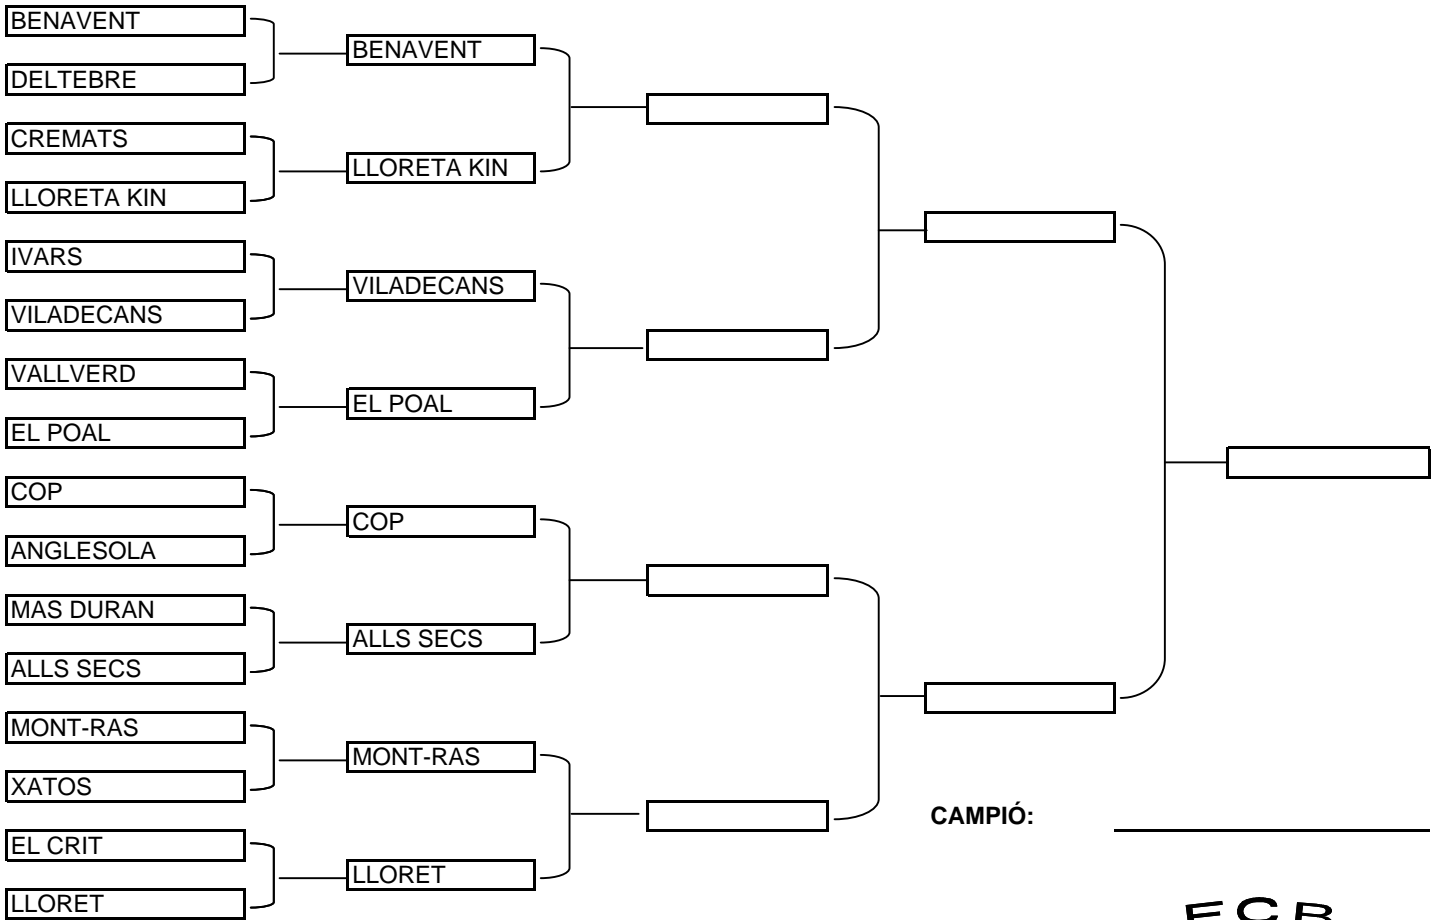 BENAVENT
DELTEBRE
CREMATS
LLORETA KIN
IVARS
VILADECANS
VALLVERD
EL POAL
COP
ANGLESOLA
MAS DURAN
ALLS SECS
MONT-RAS
XATOS
EL CRIT
LLORET
BENAVENT
LLORETA KIN
VILADECANS
EL POAL
COP
ALLS SECS
MONT-RAS
LLORET
CAMPIÓ:
FCB